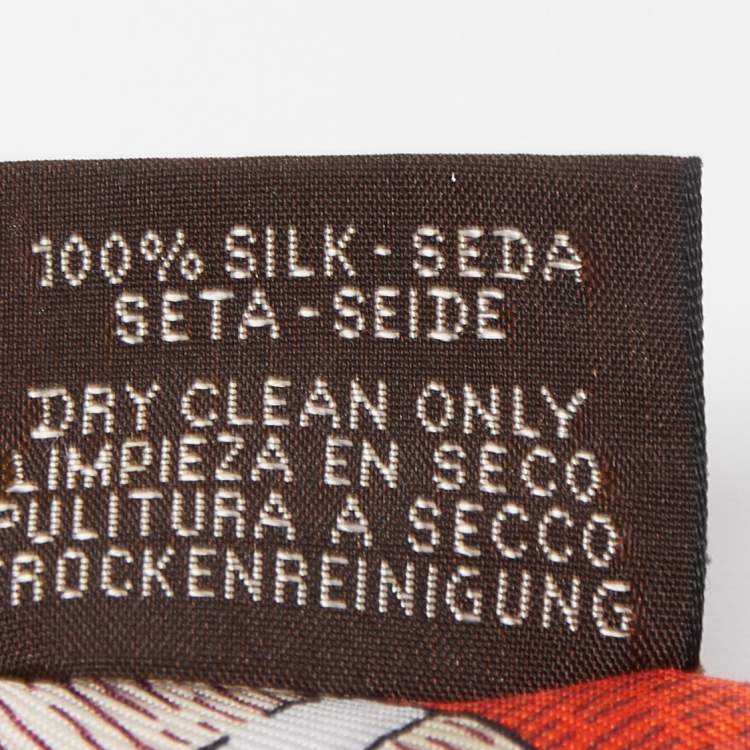 100% SILK - SEDA
SETA - SEIDE
DRY CLEAN ONLY
LIMPIEZA EN SECO
PULITURA A SECCO
TROCKENREINIGUNG